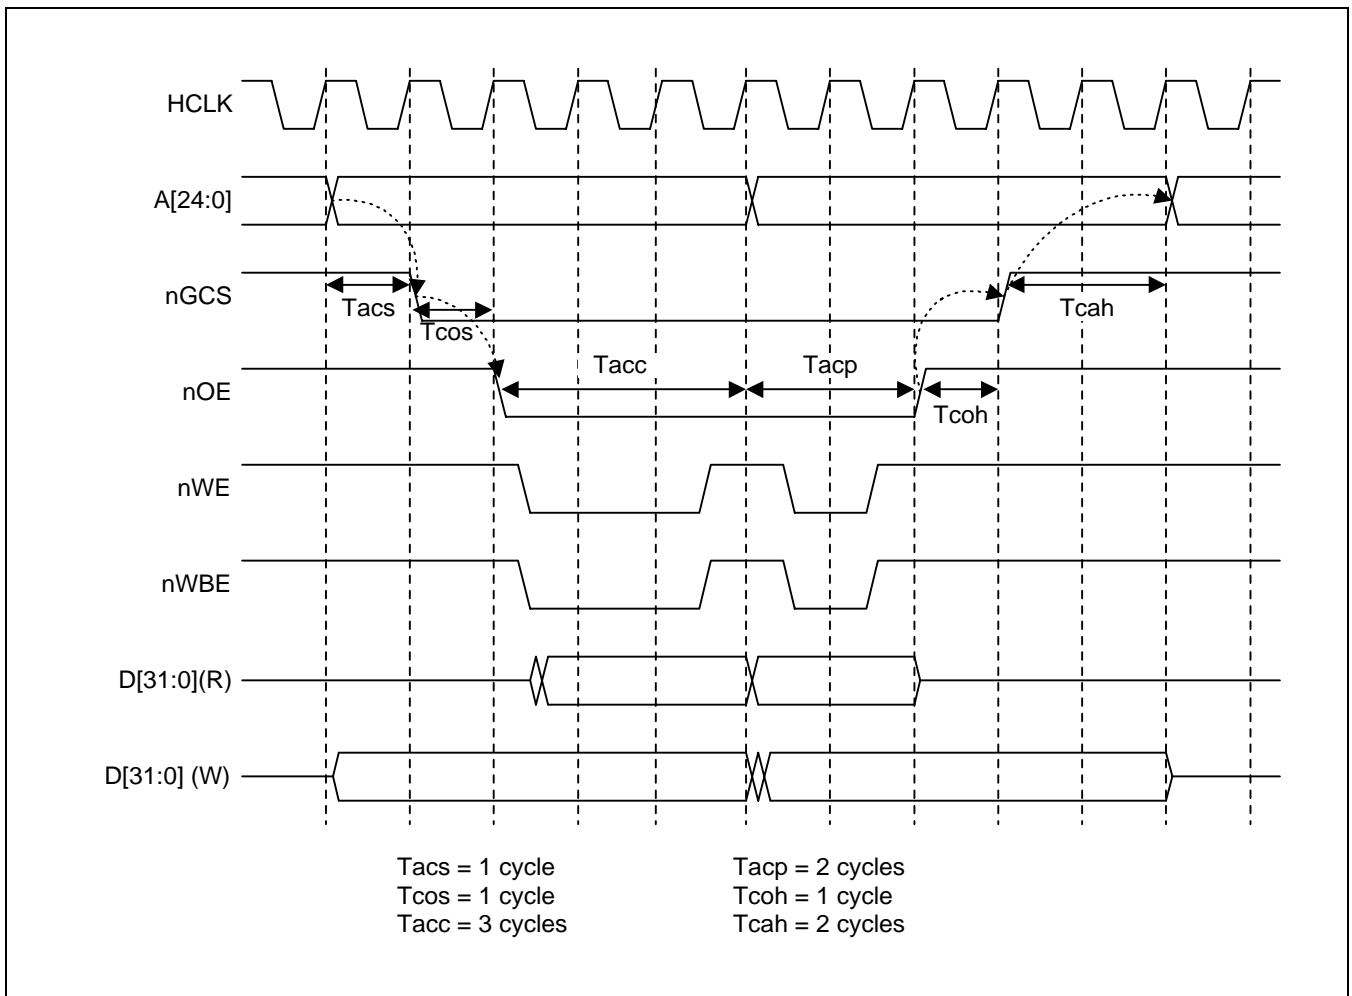 HCLK
A[24:0]
nGCS
Tacs
Tcos
Tcah
nOE
Tacc
Tacp
Tcoh
nWE
nWBE
D[31:0](R)
D[31:0] (W)
Tacs = 1 cycle
Tcos = 1 cycle
Tacc = 3 cycles
Tacp = 2 cycles
Tcoh = 1 cycle
Tcah = 2 cycles